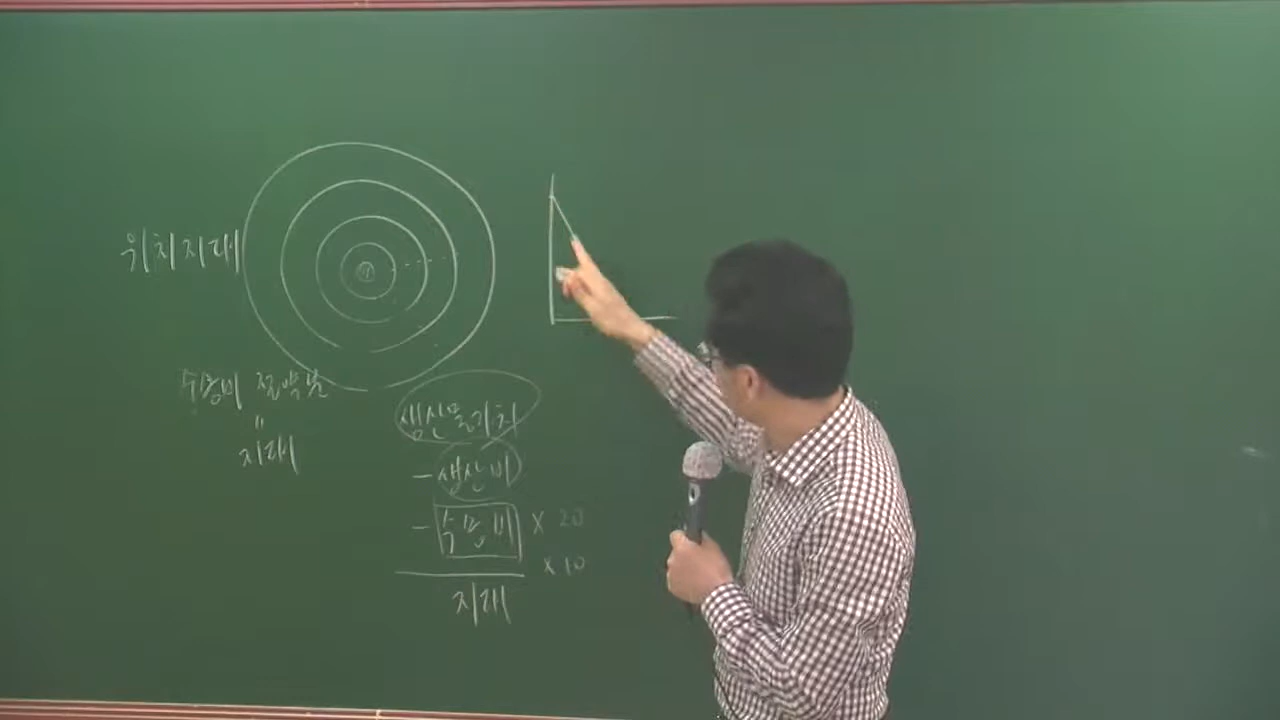 위치지대
수송비 절약분
"
지대
생산물가치
- 생산비
- 수송비 x 20
x 10
지대